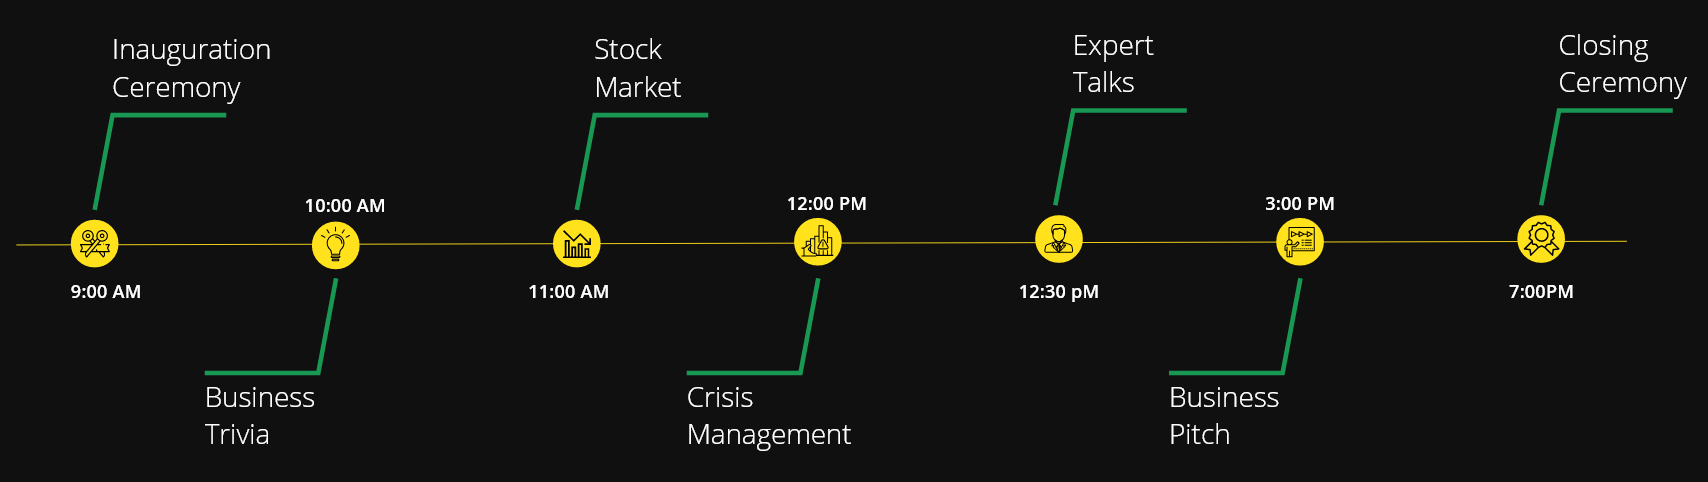 Inauguration
Ceremony
9:00 AM
10:00 AM
Business
Trivia
Stock
Market
11:00 AM
12:00 PM
Crisis
Management
Expert
Talks
12:30 pM
3:00 PM
Business
Pitch
Closing
Ceremony
7:00PM